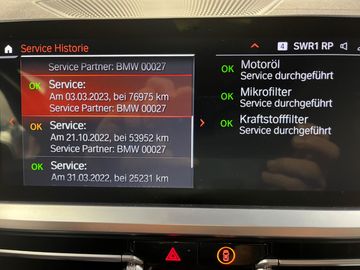 Service Historie
4 SWR1 RP
Service Partner: BMW 00027
OK Service:
Am 03.03.2023, bei 76975 km
Service Partner: BMW 00027
OK Service:
Am 21.10.2022, bei 53952 km
Service Partner: BMW 00027
OK Service:
Am 31.03.2022, bei 25231 km
OK Motoröl
Service durchgeführt
OK Mikrofilter
Service durchgeführt
OK Kraftstofffilter
Service durchgeführt